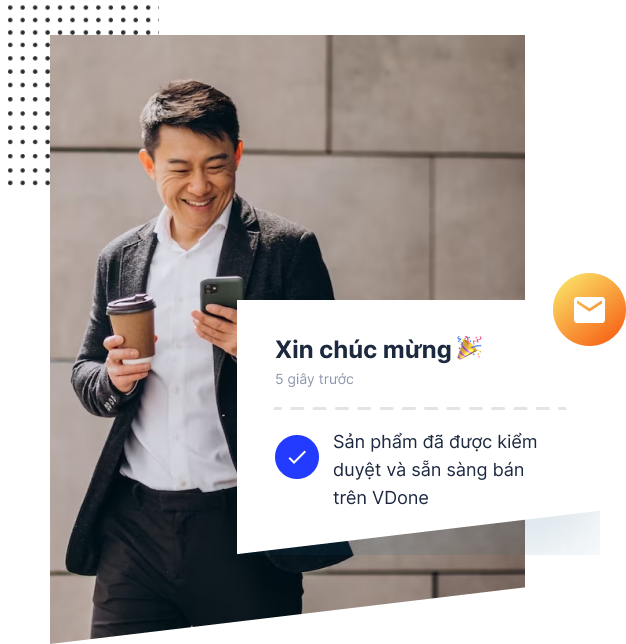 Xin chúc mừng🎉
5 giây trước
Sản phẩm đã được kiểm
duyệt và sẵn sàng bán
trên VDone